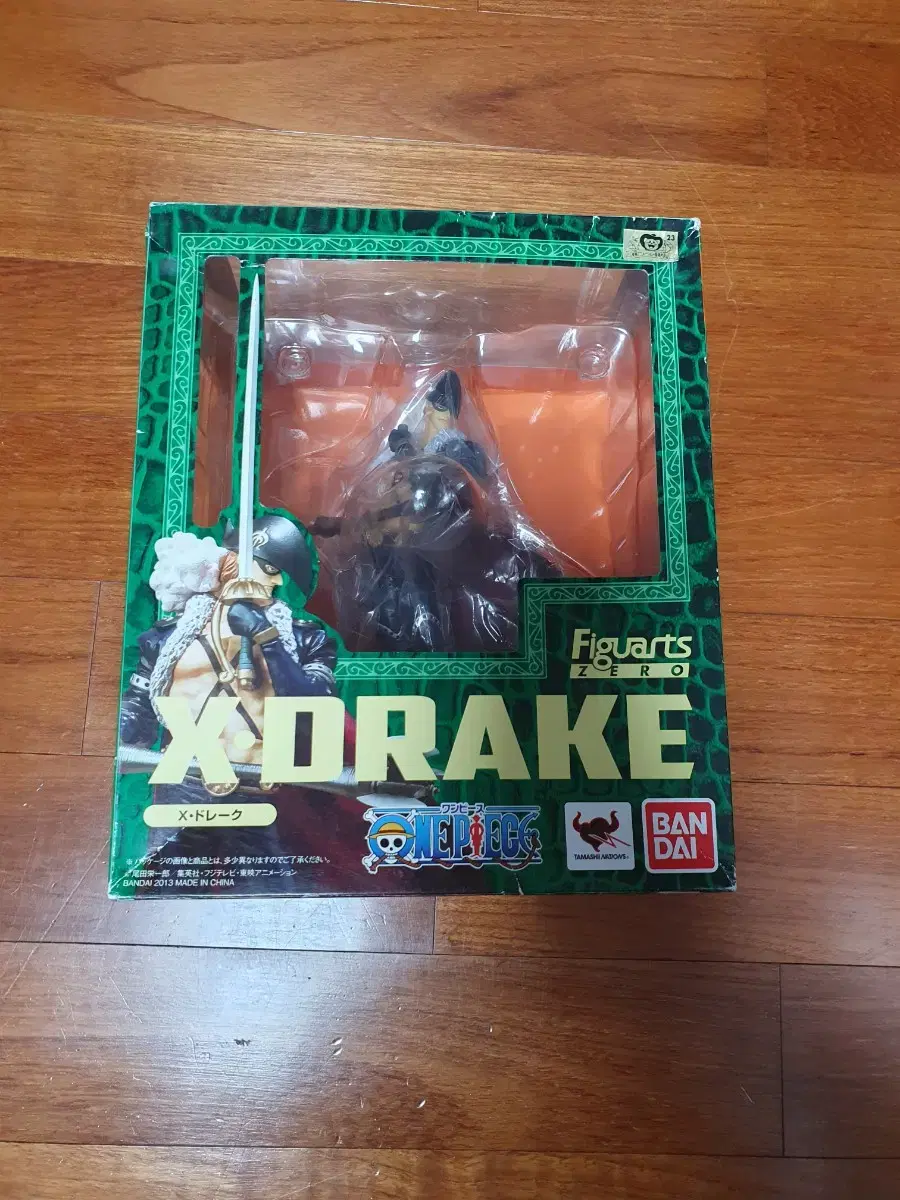 23
Figuarts
ZERO
X・DRAKE
X・ドレーク
ワンピース
ONE PIECE
TAMASHII NATIONS
BAN
DAI
※パッケージの画像と商品とは、多少異なりますのでご了承ください。
尾田栄一郎／集英社・フジテレビ・東映アニメーション
BANDAI 2013 MADE IN CHINA